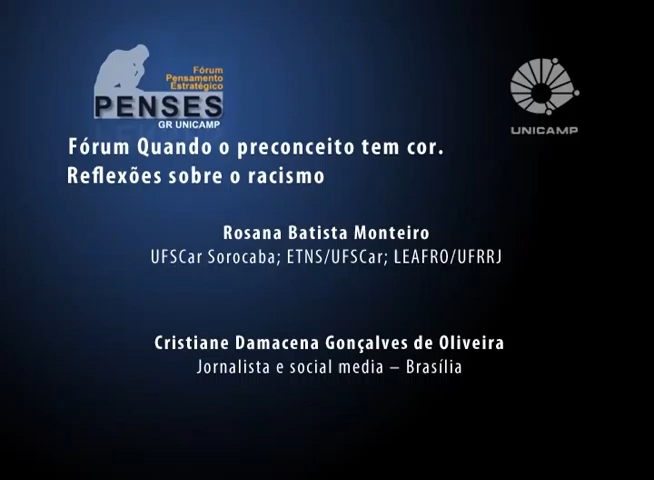 Fórum
Pensamento
Estratégico
PENSES
GR UNICAMP
UNICAMP
Fórum Quando o preconceito tem cor.
Reflexões sobre o racismo
Rosana Batista Monteiro
UFSCar Sorocaba; ETNS/UFSCar; LEAFRO/UFRRJ
Cristiane Damacena Gonçalves de Oliveira
Jornalista e social media – Brasília